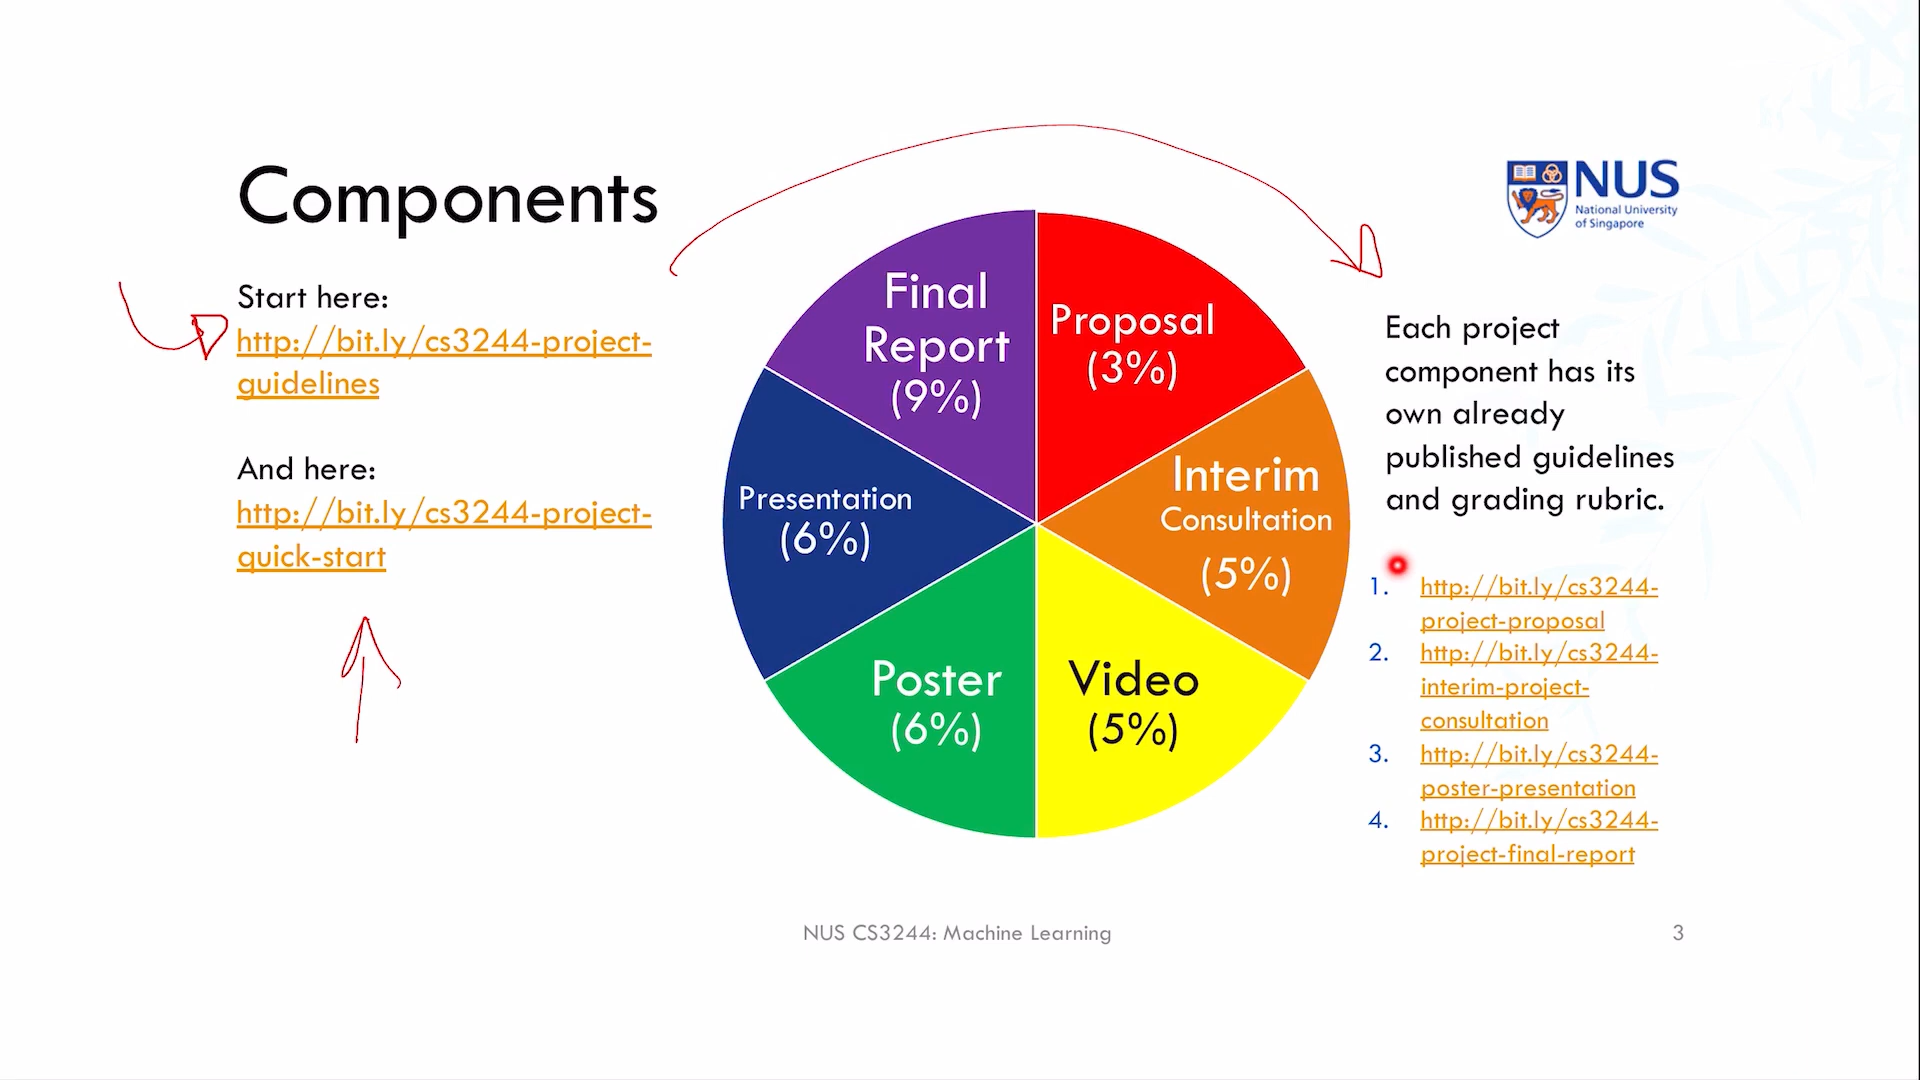 Components
NUS
National University
of Singapore
Start here:
http://bit.ly/cs3244-project-
guidelines
And here:
http://bit.ly/cs3244-project-
quick-start
Final
Report
(9%)
Proposal
(3%)
Interim
Consultation
(5%)
Presentation
(6%)
Poster
(6%)
Video
(5%)
Each project
component has its
own already
published guidelines
and grading rubric.
1. http://bit.ly/cs3244-
project-proposal
2. http://bit.ly/cs3244-
interim-project-
consultation
3. http://bit.ly/cs3244-
poster-presentation
4. http://bit.ly/cs3244-
project-final-report
NUS CS3244: Machine Learning
3